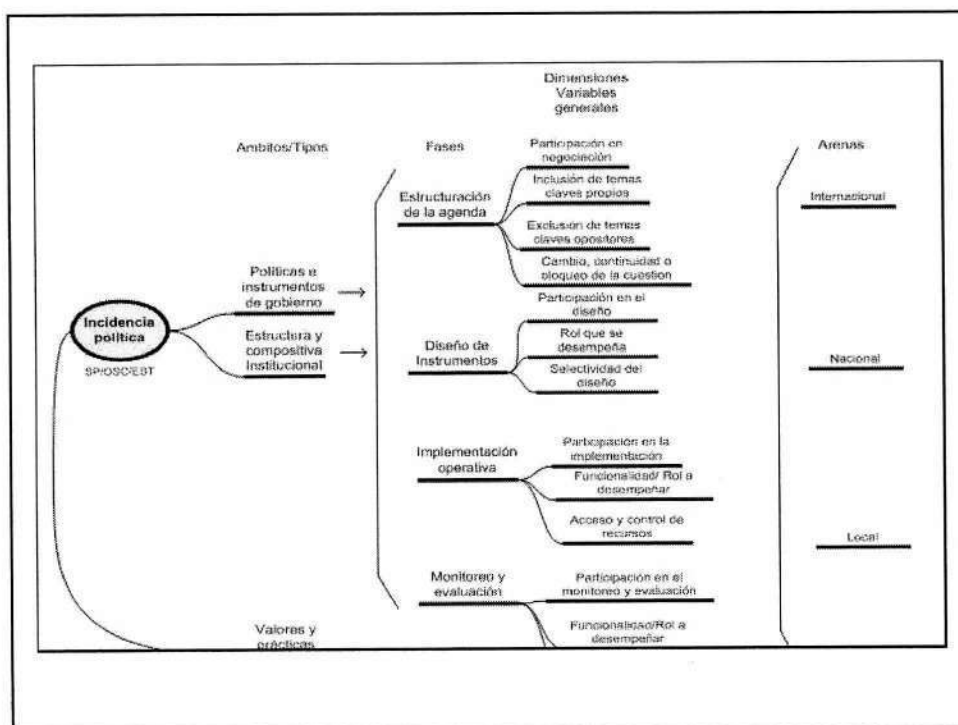 Dimensiones
Variables
generales
Ambitos/Tipos
Fases
Arenas
Incidencia
política
SP/OSC/EST
Políticas e
instrumentos
de gobierno
Estructera y
compositiva
Institucional
Valores y
prácticas
Estructuración
de la agenda
Participación en
negociación
Inclusión de temas
claves propios
Exclusión de temas
claves opositores
Cambio, continuidad o
bloqueo de la cuestion
Diseño de
Instrumentos
Participación en el
diseño
Rol que se
desempeña
Selectividad del
diseño
Implementación
operativa
Participación en la
implementación
Funcionalidad/ Rol a
desempeñar
Acceso y control de
recursos
Monitoreo y
evaluación
Participación en el
monitoreo y evaluación
Funcionalidad/Rol a
desempeñar
Internacional
Nacional
Local